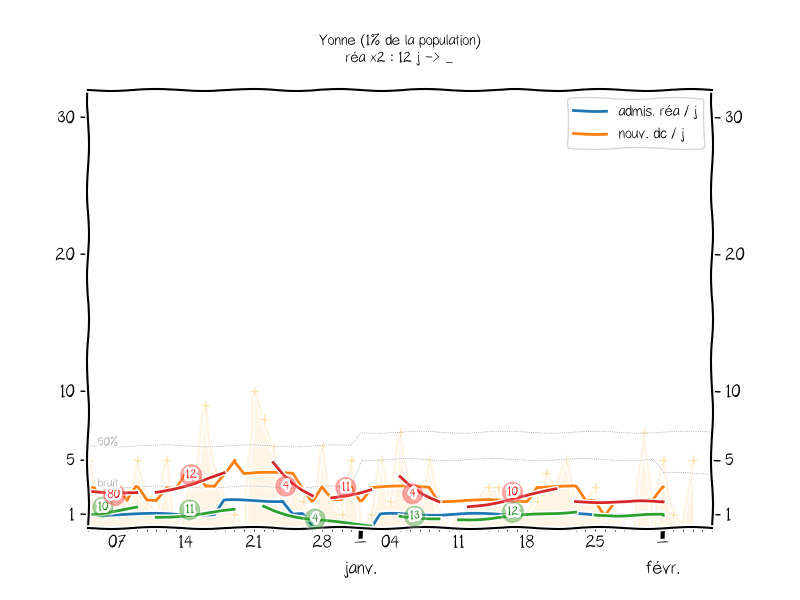 Yonne (1% de la population)
réa x2 : 12 j -> _
admis. réa / j
nouv. dc / j
30 30
20 20
10 10
5 5
1 1
50%
bruit
80 12 4 11 4 10
10 11 4 13 12
07 14 21 28 04 11 18 25
janv. févr.